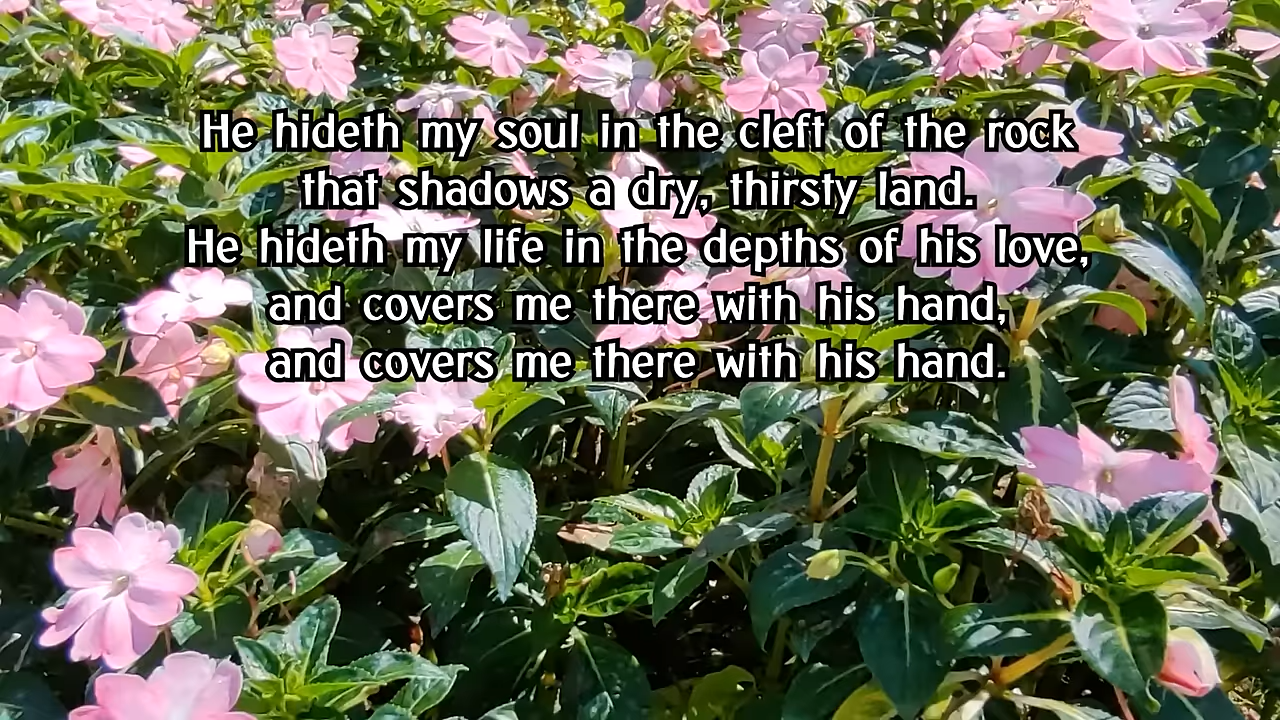 He hideth my soul in the cleft of the rock
that shadows a dry, thirsty land.
He hideth my life in the depths of his love,
and covers me there with his hand,
and covers me there with his hand.